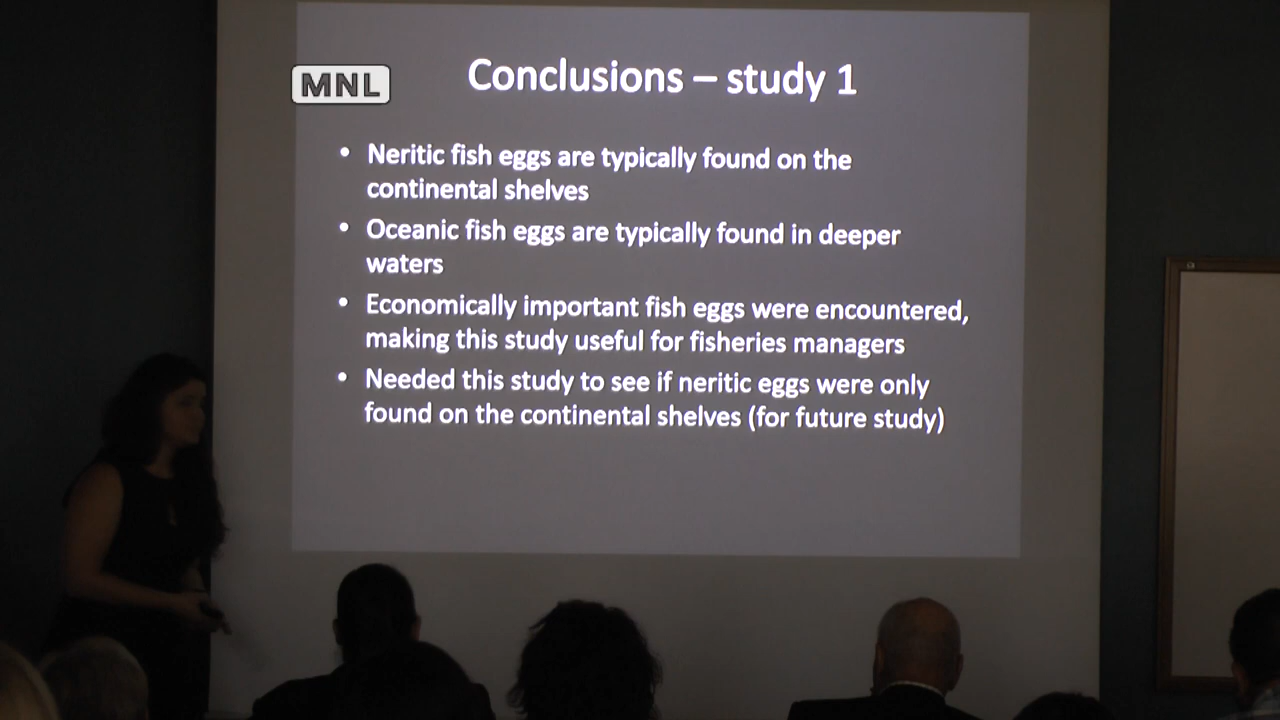 MNL
Conclusions – study 1
• Neritic fish eggs are typically found on the
continental shelves
• Oceanic fish eggs are typically found in deeper
waters
• Economically important fish eggs were encountered,
making this study useful for fisheries managers
• Needed this study to see if neritic eggs were only
found on the continental shelves (for future study)